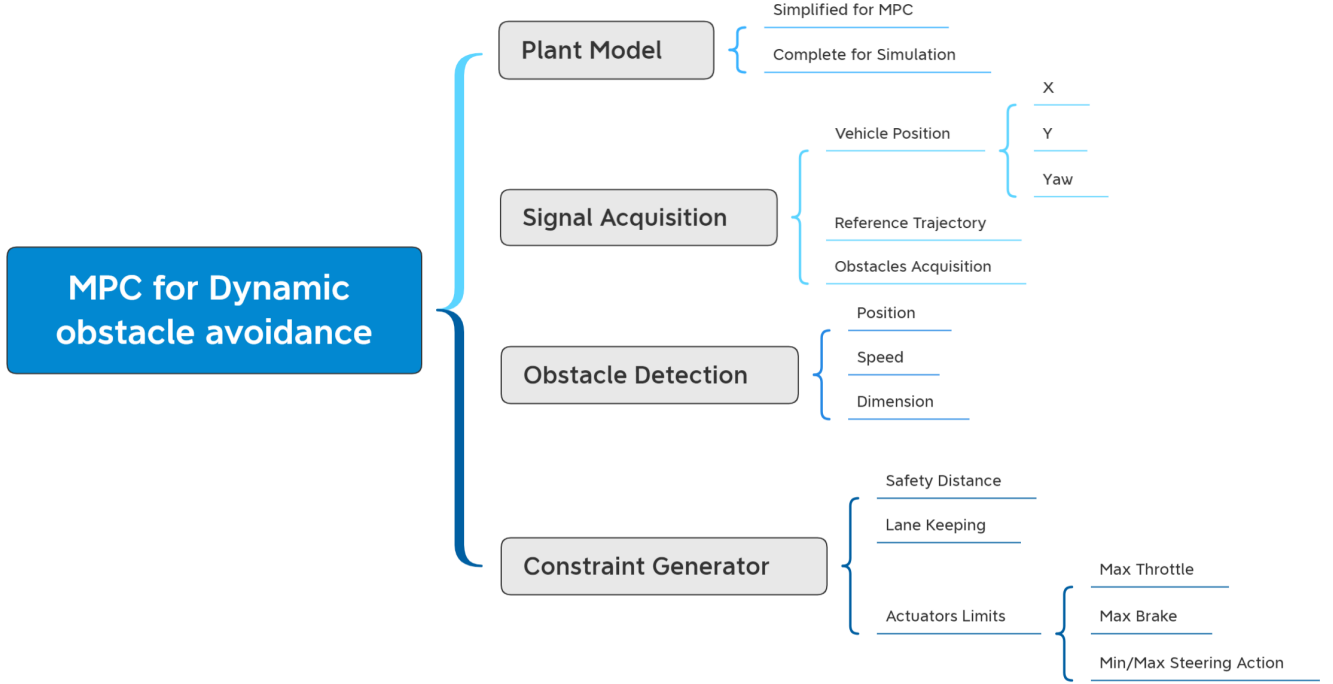 MPC for Dynamic
obstacle avoidance
Plant Model
Simplified for MPC
Complete for Simulation
Signal Acquisition
Vehicle Position
X
Y
Yaw
Reference Trajectory
Obstacles Acquisition
Obstacle Detection
Position
Speed
Dimension
Constraint Generator
Safety Distance
Lane Keeping
Actuators Limits
Max Throttle
Max Brake
Min/Max Steering Action